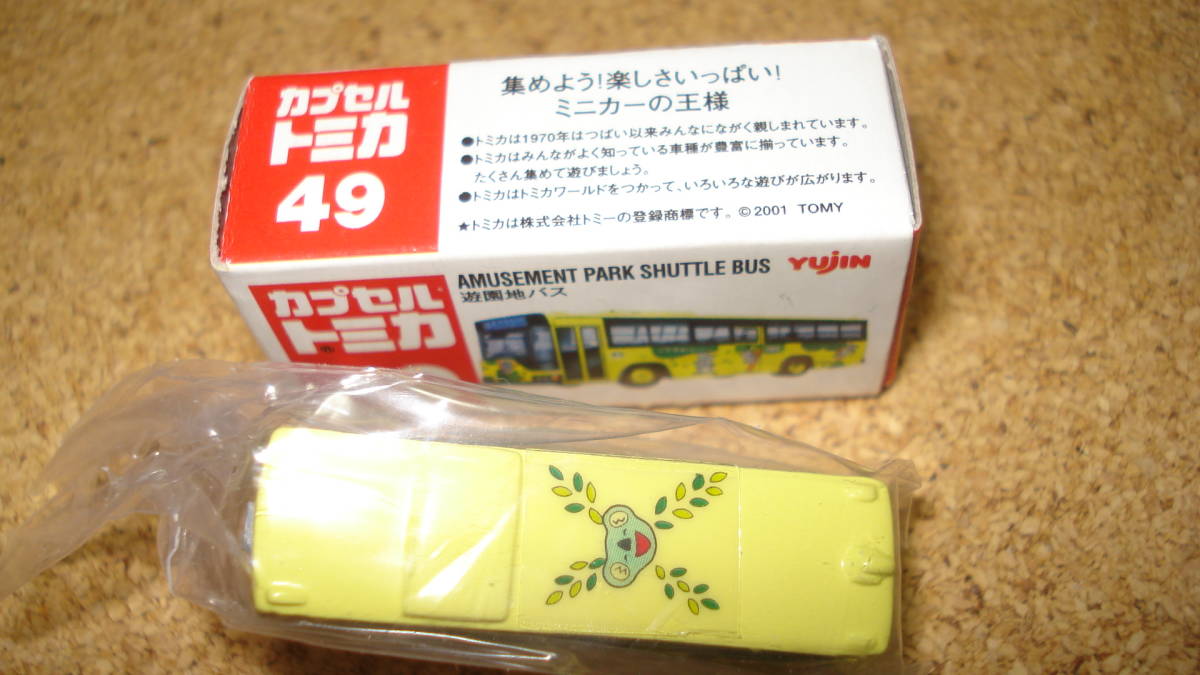 カプセル
トミカ
49
集めよう!楽しさいっぱい!
ミニカーの王様
●トミカは1970年はつばい以来みんなにながく親しまれています。
●トミカはみんながよく知っている車種が豊富に揃っています。
たくさん集めて遊びましょう。
●トミカはトミカワールドをつかって、いろいろな遊びが広がります。
★トミカは株式会社トミーの登録商標です。©2001 TOMY
カプセル
トミカ
AMUSEMENT PARK SHUTTLE BUS YUJIN
遊園地バス